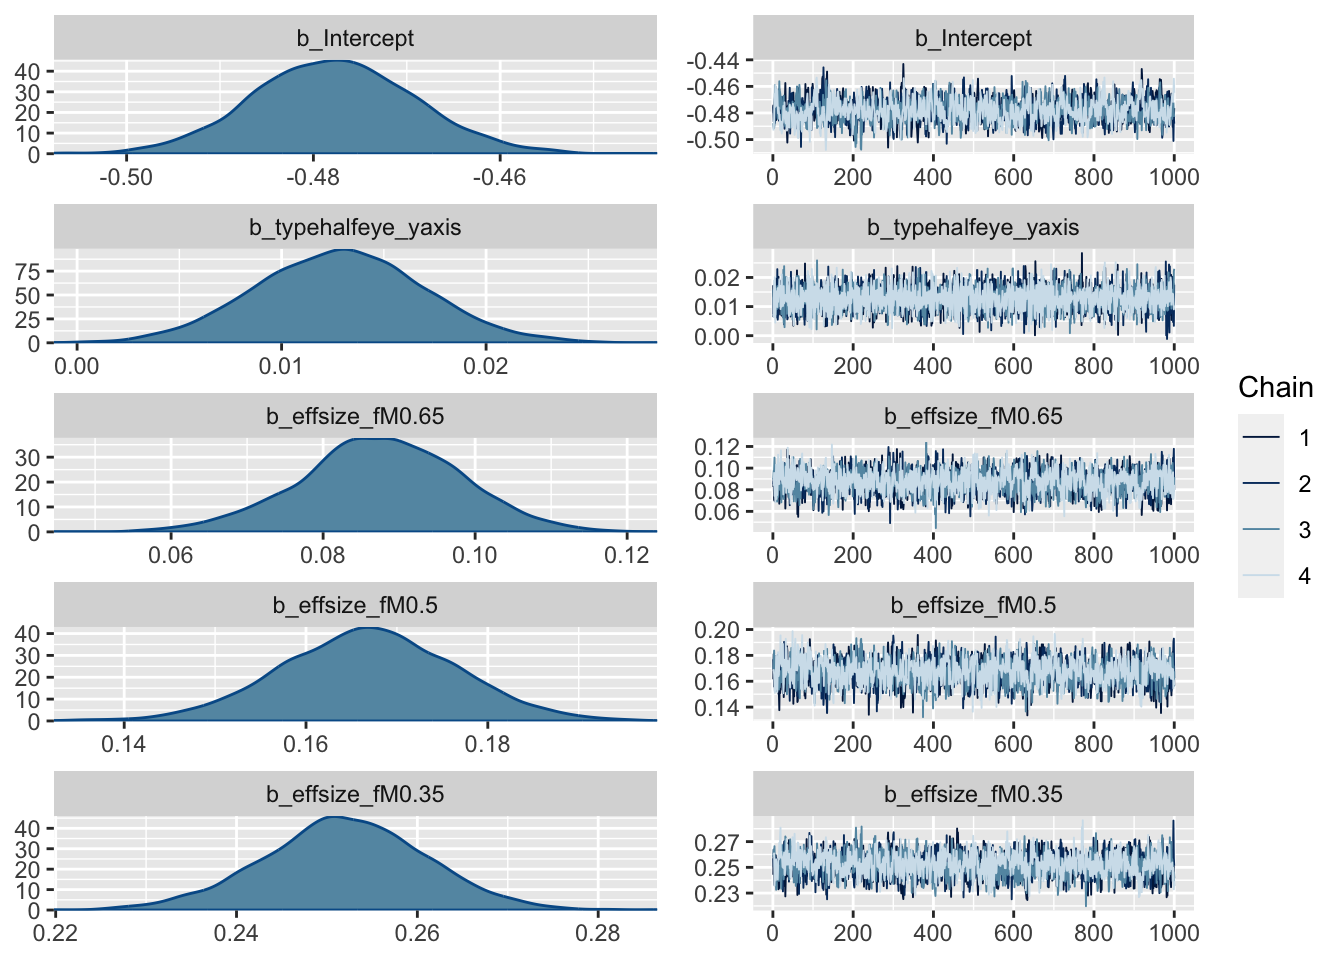 b_Intercept
40
30
20
10
0
-0.50 -0.48 -0.46
b_Intercept
-0.44
-0.46
-0.48
-0.50
0 200 400 600 800 1000
b_typehalfeye_yaxis
75
50
25
0
0.00 0.01 0.02
b_typehalfeye_yaxis
0.02
0.01
0.00
0 200 400 600 800 1000
b_effsize_fM0.65
30
20
10
0
0.06 0.08 0.10 0.12
b_effsize_fM0.65
0.12
0.10
0.08
0.06
0 200 400 600 800 1000
b_effsize_fM0.5
40
30
20
10
0
0.14 0.16 0.18
b_effsize_fM0.5
0.20
0.18
0.16
0.14
0 200 400 600 800 1000
b_effsize_fM0.35
40
30
20
10
0
0.22 0.24 0.26 0.28
b_effsize_fM0.35
0.27
0.25
0.23
0 200 400 600 800 1000
Chain
1
2
3
4